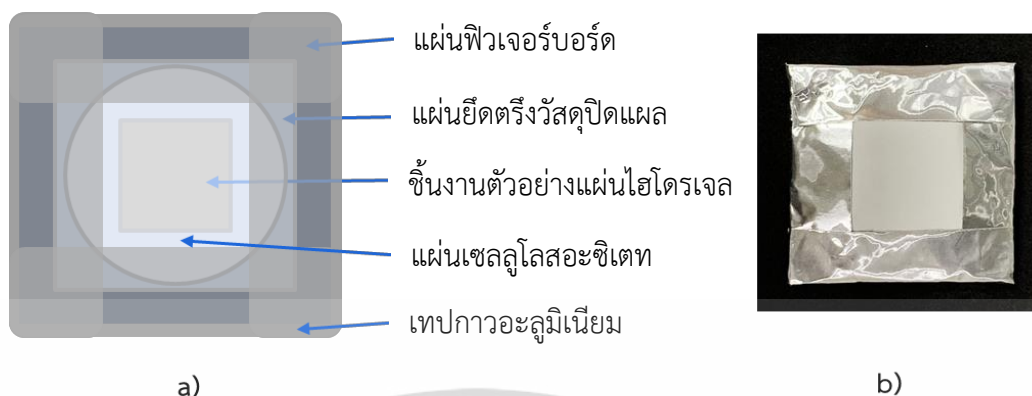 แผ่นฟิวเจอร์บอร์ด
แผ่นยึดตรึงวัสดุปิดแผล
ชิ้นงานตัวอย่างแผ่นไฮโดรเจล
แผ่นเซลลูโลสอะซิเตท
เทปกาวอะลูมิเนียม
a)
b)